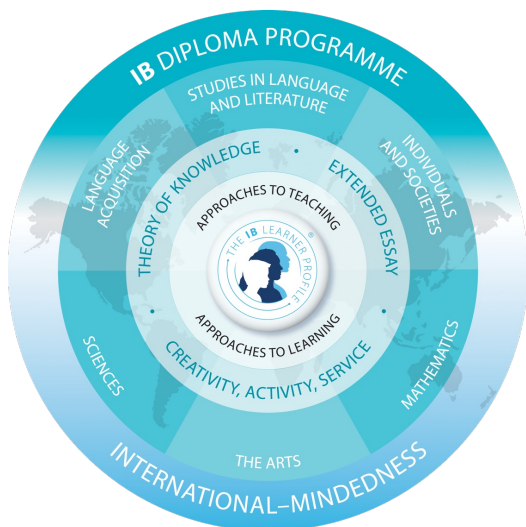 IB DIPLOMA PROGRAMME
STUDIES IN LANGUAGE
AND LITERATURE
LANGUAGE
ACQUISITION
INDIVIDUALS
AND SOCIETIES
THEORY OF KNOWLEDGE
•
EXTENDED ESSAY
APPROACHES TO TEACHING
THE IB LEARNER PROFILE
®
APPROACHES TO LEARNING
•
•
CREATIVITY, ACTIVITY, SERVICE
SCIENCES
MATHEMATICS
THE ARTS
INTERNATIONAL–MINDEDNESS